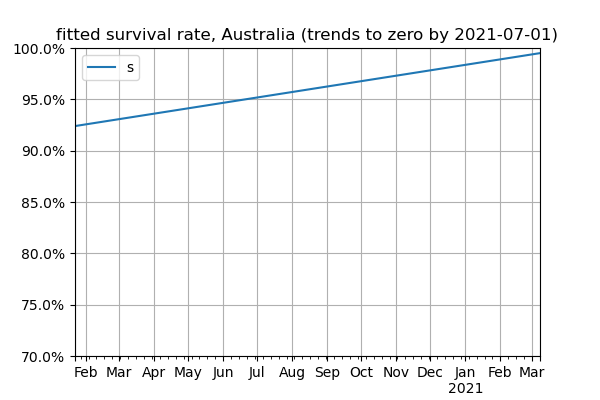 fitted survival rate, Australia (trends to zero by 2021-07-01)
100.0%
95.0%
90.0%
85.0%
80.0%
75.0%
70.0%
s
Feb Mar Apr May Jun Jul Aug Sep Oct Nov Dec Jan Feb Mar
2021